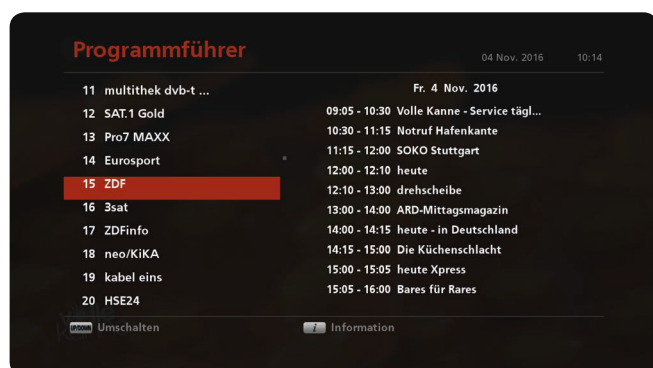 Programmführer
04 Nov. 2016 10:14
11 multithek dvb-t ...
12 SAT.1 Gold
13 Pro7 MAXX
14 Eurosport
15 ZDF
16 3sat
17 ZDFinfo
18 neo/KiKA
19 kabel eins
20 HSE24
Fr. 4 Nov. 2016
09:05 - 10:30 Volle Kanne - Service tägl...
10:30 - 11:15 Notruf Hafenkante
11:15 - 12:00 SOKO Stuttgart
12:00 - 12:10 heute
12:10 - 13:00 drehscheibe
13:00 - 14:00 ARD-Mittagsmagazin
14:00 - 14:15 heute - in Deutschland
14:15 - 15:00 Die Küchenschlacht
15:00 - 15:05 heute Xpress
15:05 - 16:00 Bares für Rares
UP/DOWN Umschalten
i Information